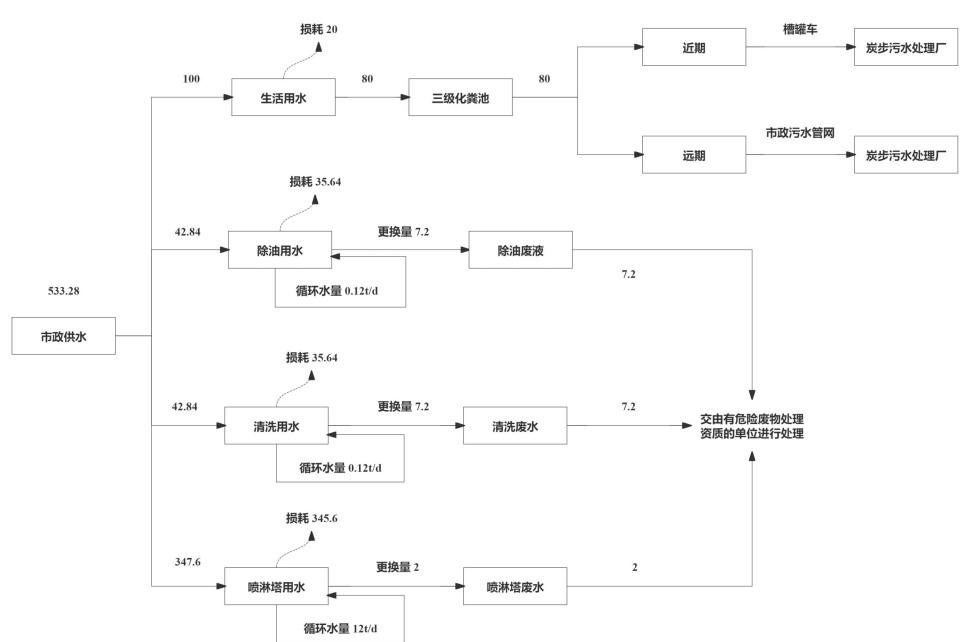 损耗 20
100
生活用水
80
三级化粪池
80
近期
槽罐车
炭步污水处理厂
远期
市政污水管网
炭步污水处理厂
损耗 35.64
42.84
除油用水
更换量 7.2
除油废液
7.2
循环水量 0.12t/d
533.28
市政供水
损耗 35.64
42.84
清洗用水
更换量 7.2
清洗废水
7.2
交由有危险废物处理
资质的单位进行处理
循环水量 0.12t/d
损耗 345.6
347.6
喷淋塔用水
更换量 2
喷淋塔废水
2
循环水量 12t/d